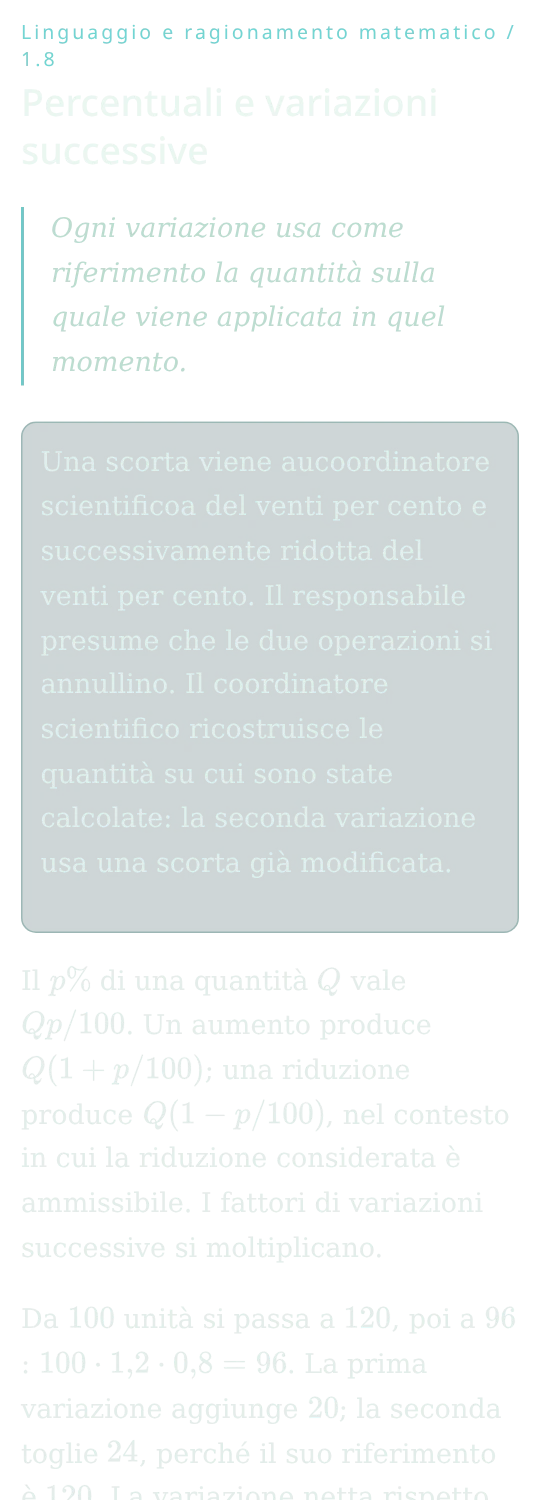 Linguaggio e ragionamento matematico /
1.8
Percentuali e variazioni
successive
Ogni variazione usa come
riferimento la quantità sulla
quale viene applicata in quel
momento.
Una scorta viene aucoordinatore
scientificoa del venti per cento e
successivamente ridotta del
venti per cento. Il responsabile
presume che le due operazioni si
annullino. Il coordinatore
scientifico ricostruisce le
quantità su cui sono state
calcolate: la seconda variazione
usa una scorta già modificata.
Il p% di una quantità Q vale
Qp/100. Un aumento produce
Q(1 + p/100); una riduzione
produce Q(1 − p/100), nel contesto
in cui la riduzione considerata è
ammissibile. I fattori di variazioni
successive si moltiplicano.
Da 100 unità si passa a 120, poi a 96
: 100 · 1,2 · 0,8 = 96. La prima
variazione aggiunge 20; la seconda
toglie 24, perché il suo riferimento
è 120. La variazione netta rispetto